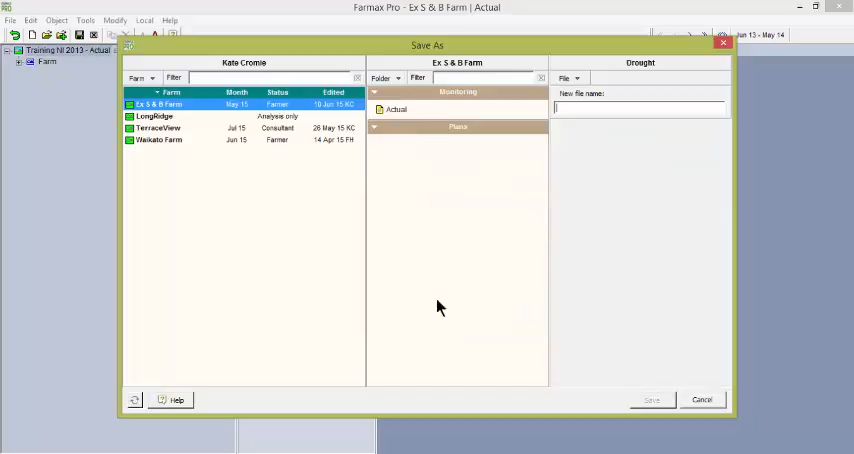 Farmax Pro - Ex S & B Farm | Actual
File Edit Object Tools Modify Local Help
Jun 13 - May 14
Training NI 2013 - Actual
Farm
Save As
Kate Cromie
Ex S & B Farm
Drought
Farm Filter
Folder Filter
File
Farm Month Status Edited
Ex S & B Farm May 15 Farmer 10 Jun 15 KC
LongRidge Analysis only
TerraceView Jul 15 Consultant 26 May 15 KC
Waikato Farm Jun 15 Farmer 14 Apr 15 FH
Monitoring
Actual
Plans
New file name:
Help
Save
Cancel